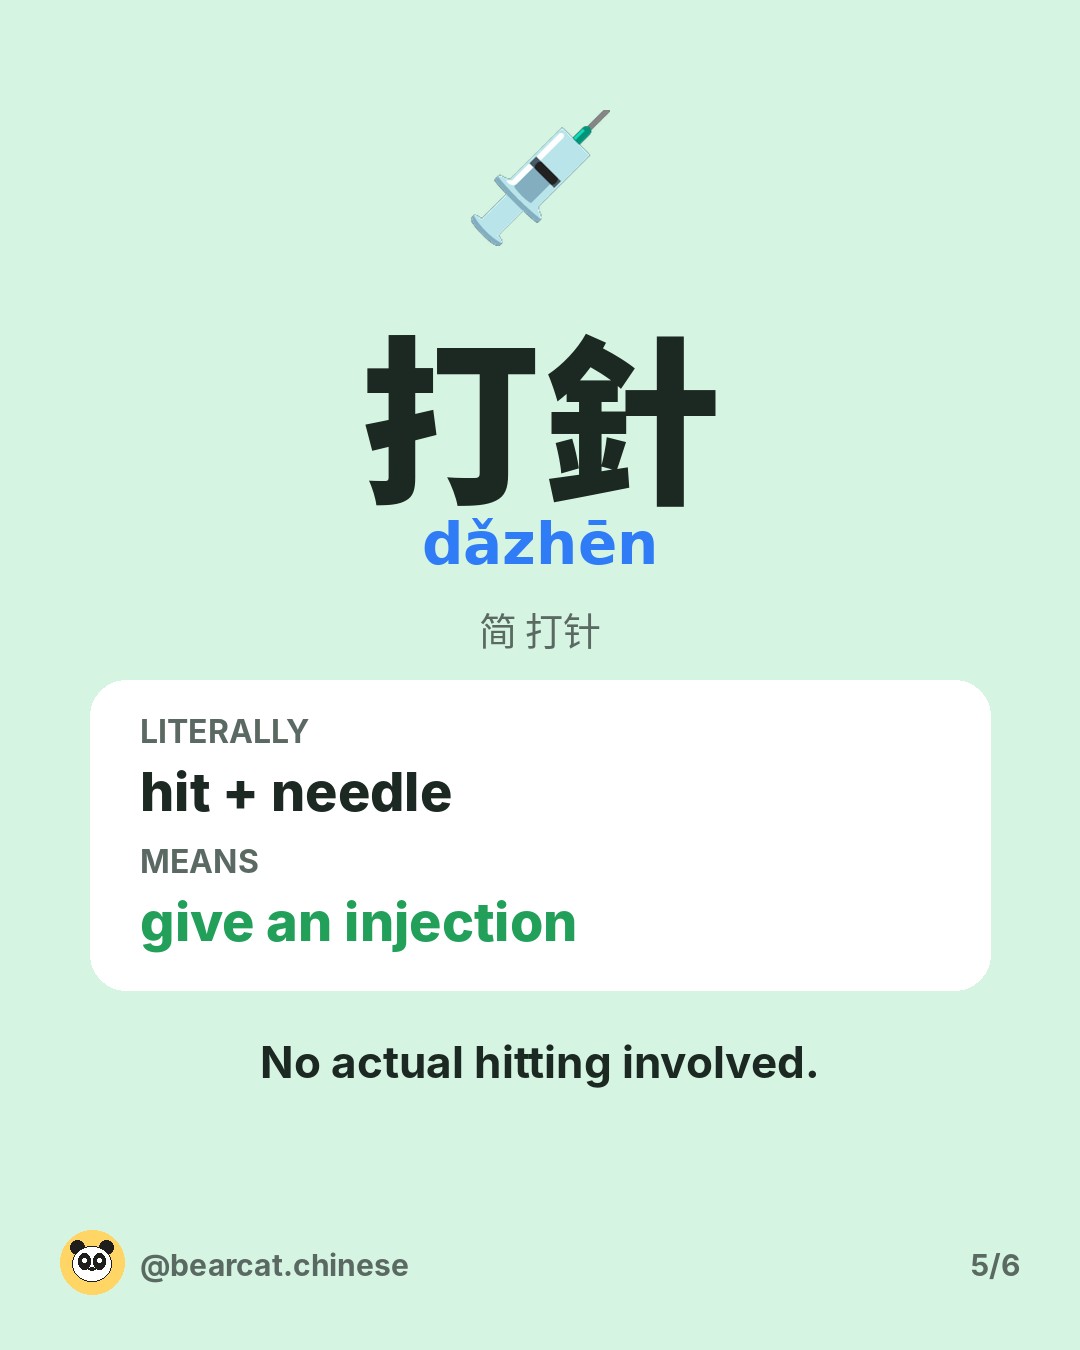 打針
dǎzhēn
简 打针
LITERALLY
hit + needle
MEANS
give an injection
No actual hitting involved.
@bearcat.chinese
5/6